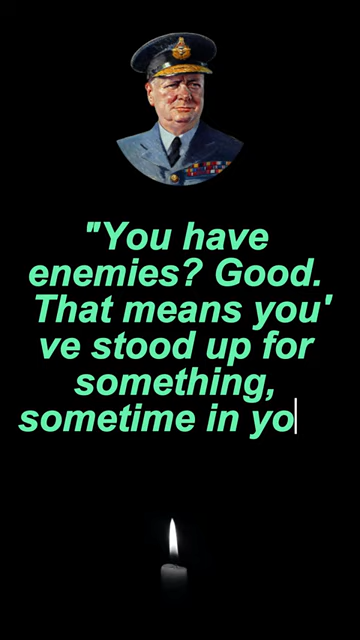 "You have
enemies? Good.
That means you'
ve stood up for
something,
sometime in yo